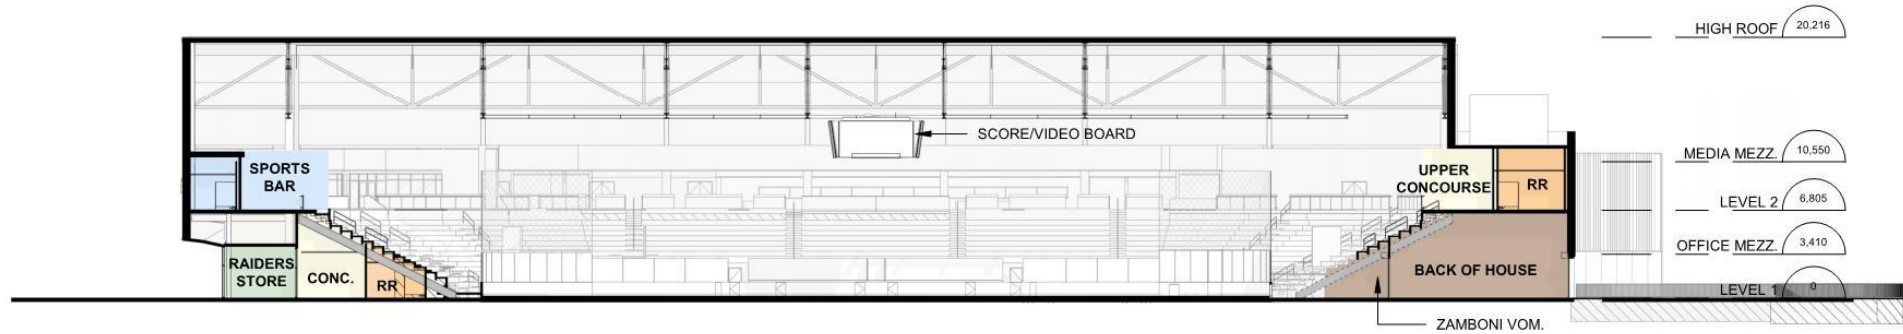 HIGH ROOF 20,216
SCORE/VIDEO BOARD
MEDIA MEZZ. 10,550
SPORTS
BAR
UPPER
CONCOURSE
RR
LEVEL 2 6,805
OFFICE MEZZ. 3,410
RAIDERS
STORE
CONC.
RR
BACK OF HOUSE
LEVEL 1 0
ZAMBONI VOM.